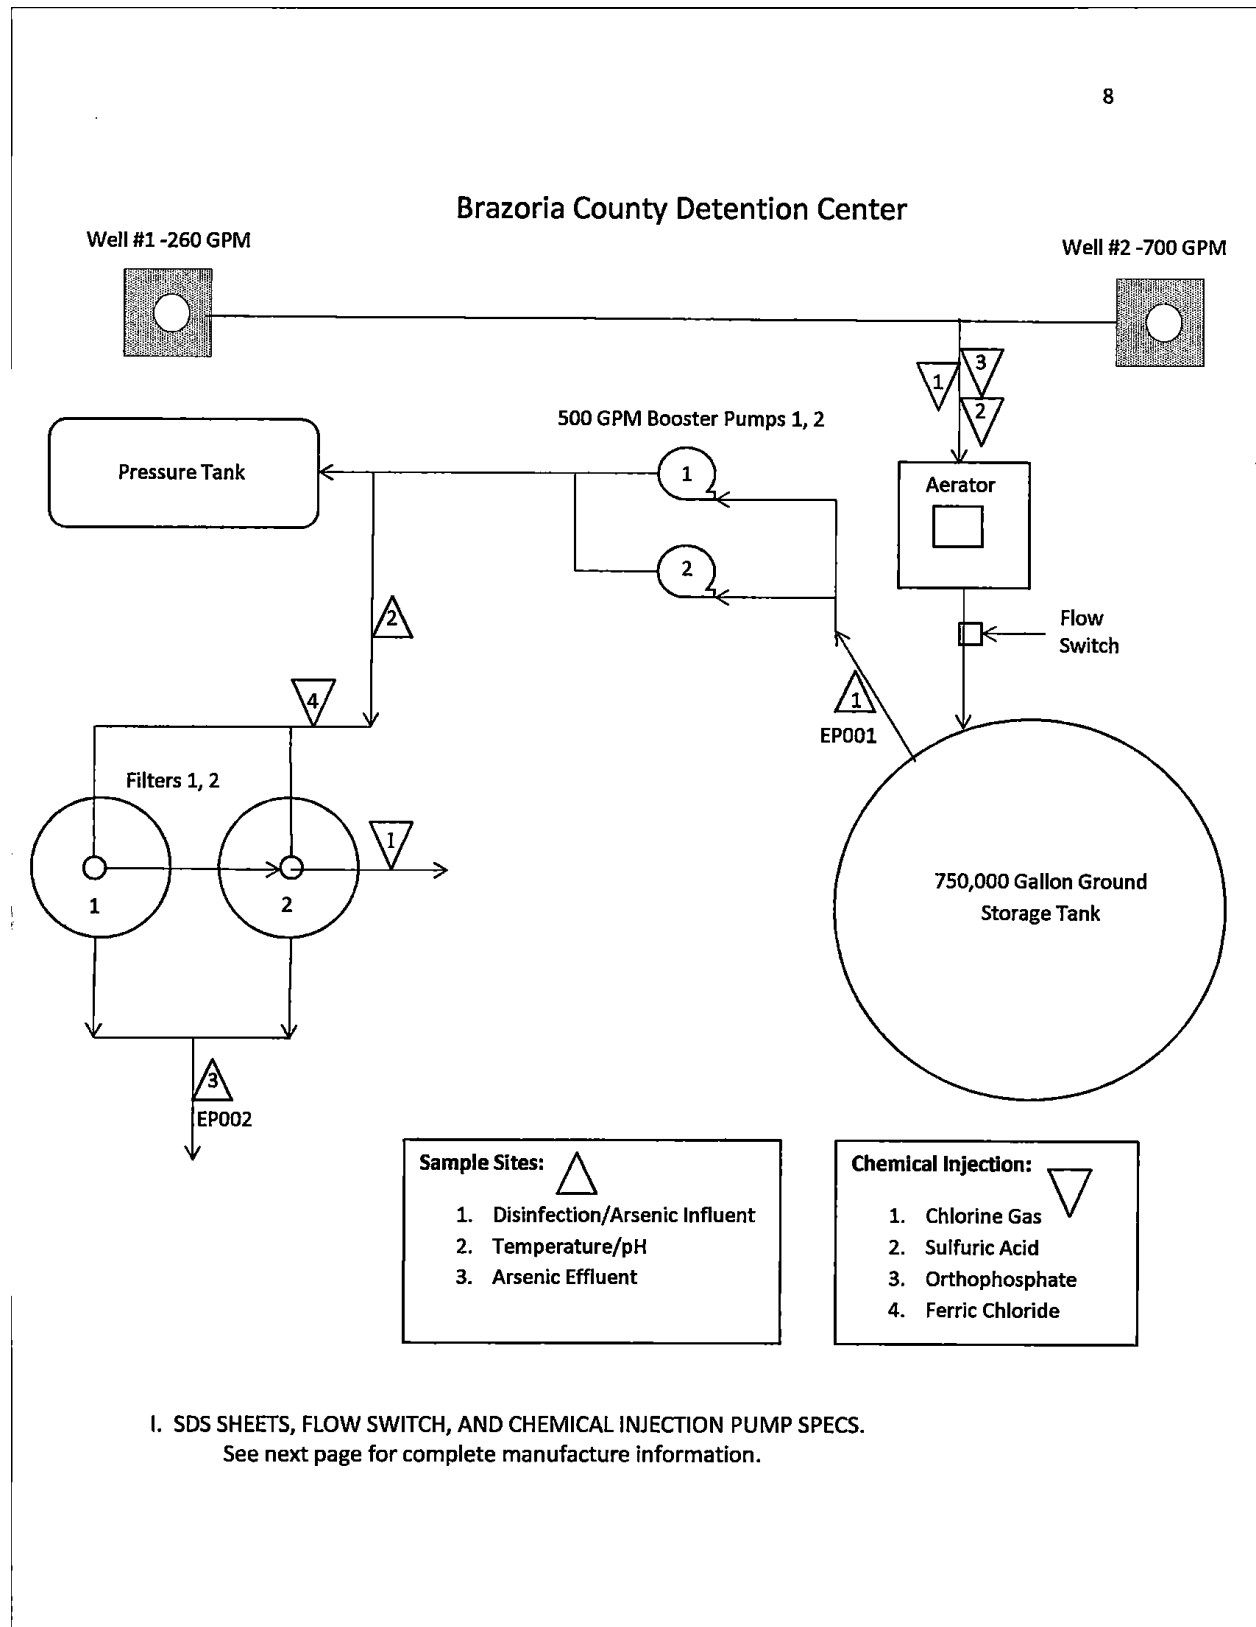 8
Brazoria County Detention Center
Well #1 -260 GPM
Well #2 -700 GPM
1
3
2
500 GPM Booster Pumps 1, 2
Pressure Tank
1
2
Aerator
Flow
Switch
2
4
1
EP001
Filters 1, 2
I
1
2
750,000 Gallon Ground
Storage Tank
3
EP002
Sample Sites:
1. Disinfection/Arsenic Influent
2. Temperature/pH
3. Arsenic Effluent
Chemical Injection:
1. Chlorine Gas
2. Sulfuric Acid
3. Orthophosphate
4. Ferric Chloride
I. SDS SHEETS, FLOW SWITCH, AND CHEMICAL INJECTION PUMP SPECS.
See next page for complete manufacture information.